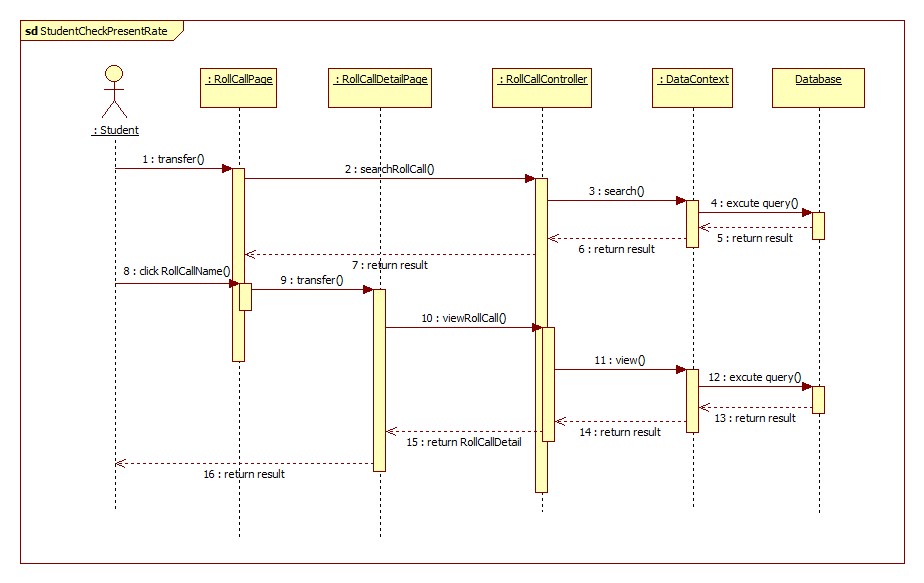 sd StudentCheckPresentRate
: Student
: RollCallPage
: RollCallDetailPage
: RollCallController
: DataContext
Database
1 : transfer()
2 : searchRollCall()
3 : search()
4 : excute query()
5 : return result
6 : return result
7 : return result
8 : click RollCallName()
9 : transfer()
10 : viewRollCall()
11 : view()
12 : excute query()
13 : return result
14 : return result
15 : return RollCallDetail
16 : return result